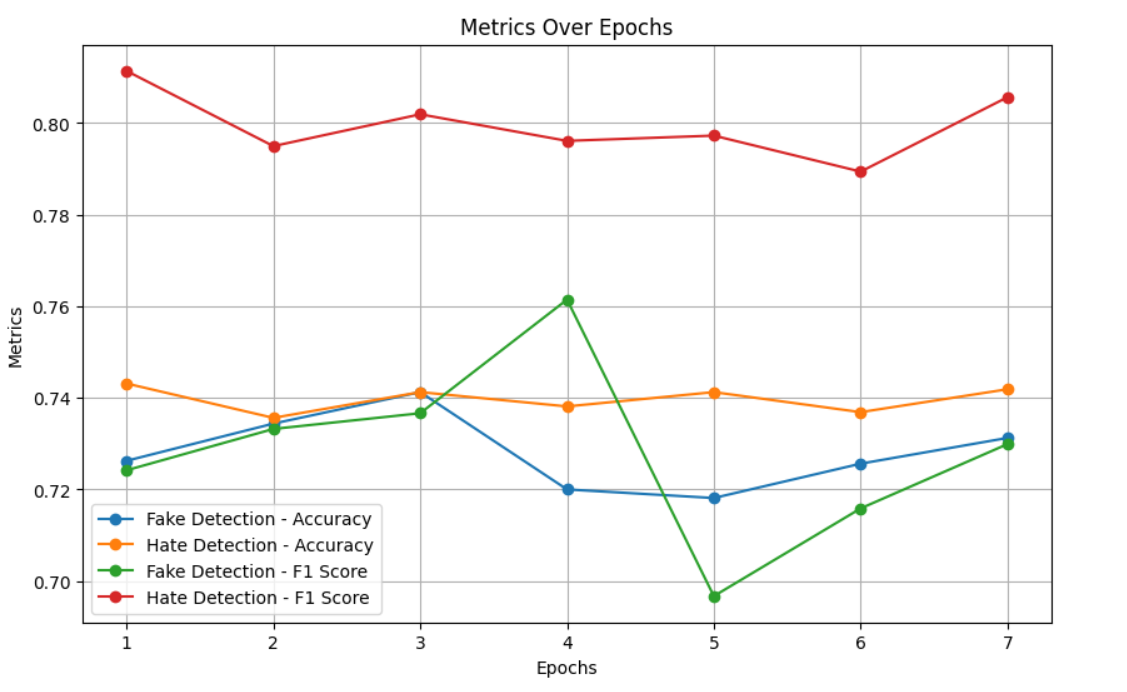 Metrics Over Epochs
Metrics
0.80
0.78
0.76
0.74
0.72
0.70
Fake Detection - Accuracy
Hate Detection - Accuracy
Fake Detection - F1 Score
Hate Detection - F1 Score
1 2 3 4 5 6 7
Epochs